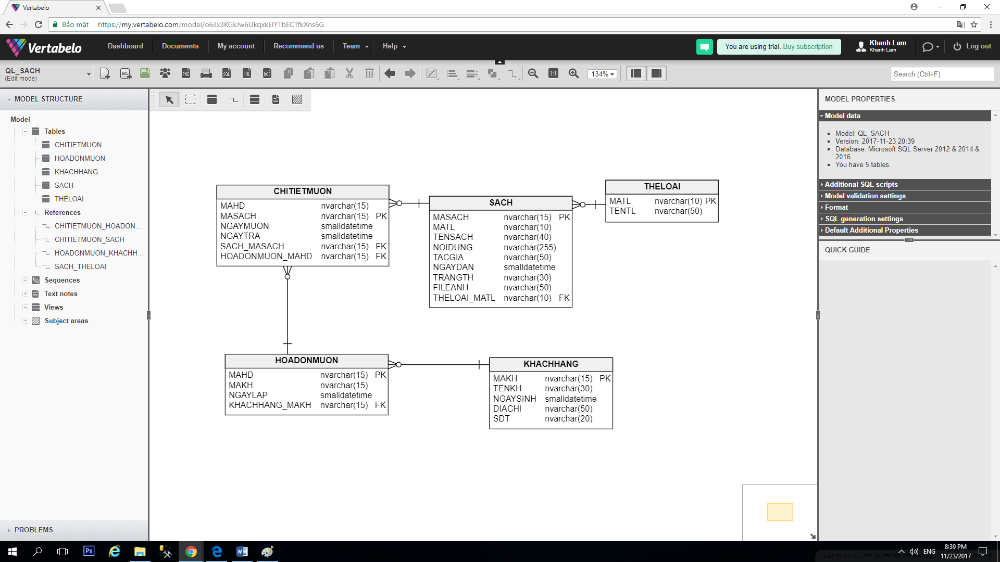 Vertabelo
Bảo mật
https://my.vertabelo.com/model/o6ilx3KGkJw6UkqxkElYTbECTfkXns6G
Vertabelo
Dashboard
Documents
My account
Recommend us
Team
Help
You are using trial. Buy subscription
Khanh Lam
Khanh Lam
Log out
QL_SACH
(Edit mode)
DDL
PNG
SQL
XML
DOC
1:1
134%
Search (Ctrl+F)
MODEL STRUCTURE
Model
Tables
CHITIETMUON
HOADONMUON
KHACHHANG
SACH
THELOAI
References
CHITIETMUON_HOADON...
CHITIETMUON_SACH
HOADONMUON_KHACHH...
SACH_THELOAI
Sequences
Text notes
Views
Subject areas
PROBLEMS
CHITIETMUON
MAHD nvarchar(15)
MASACH nvarchar(15) PK
NGAYMUON smalldatetime
NGAYTRA smalldatetime
SACH_MASACH nvarchar(15) FK
HOADONMUON_MAHD nvarchar(15) FK
SACH
MASACH nvarchar(15) PK
MATL nvarchar(10)
TENSACH nvarchar(40)
NOIDUNG nvarchar(255)
TACGIA nvarchar(50)
NGAYDAN smalldatetime
TRANGTH nvarchar(30)
FILEANH nvarchar(50)
THELOAI_MATL nvarchar(10) FK
THELOAI
MATL nvarchar(10) PK
TENTL nvarchar(50)
HOADONMUON
MAHD nvarchar(15) PK
MAKH nvarchar(15)
NGAYLAP smalldatetime
KHACHHANG_MAKH nvarchar(15) FK
KHACHHANG
MAKH nvarchar(15) PK
TENKH nvarchar(30)
NGAYSINH smalldatetime
DIACHI nvarchar(50)
SDT nvarchar(20)
MODEL PROPERTIES
Model data
Model: QL_SACH
Version: 2017-11-23 20:39
Database: Microsoft SQL Server 2012 & 2014 &
2016
You have 5 tables.
Additional SQL scripts
Model validation settings
Format
SQL generation settings
Default Additional Properties
QUICK GUIDE
Ps
ENG
8:39 PM
11/23/2017